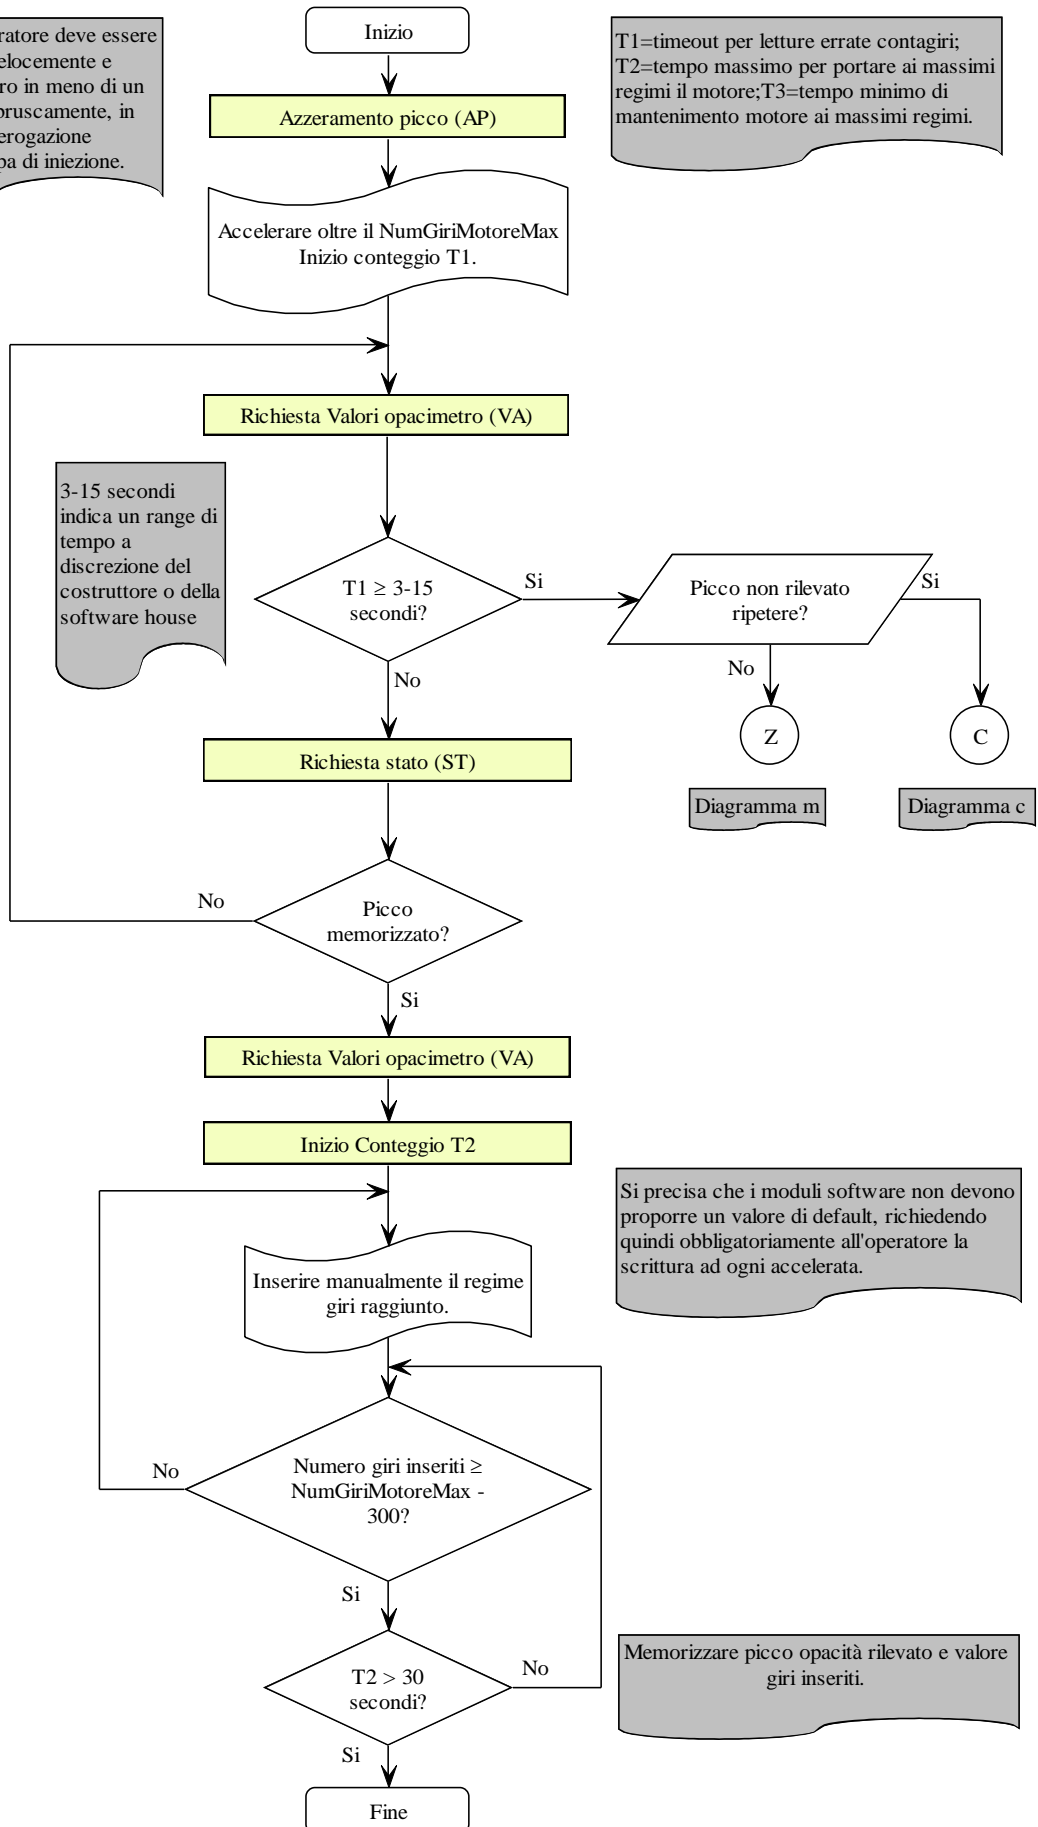 ratore deve essere
elocemente e
ro in meno di un
bruscamente, in
erogazione
pa di iniezione.
Inizio
T1=timeout per letture errate contagiri;
T2=tempo massimo per portare ai massimi
regimi il motore;T3=tempo minimo di
mantenimento motore ai massimi regimi.
Azzeramento picco (AP)
Accelerare oltre il NumGiriMotoreMax
Inizio conteggio T1.
Richiesta Valori opacimetro (VA)
3-15 secondi
indica un range di
tempo a
discrezione del
costruttore o della
software house
T1 ≥ 3-15
secondi?
Si
Picco non rilevato
ripetere?
Si
No
No
Z
C
Richiesta stato (ST)
Diagramma m
Diagramma c
No
Picco
memorizzato?
Si
Richiesta Valori opacimetro (VA)
Inizio Conteggio T2
Si precisa che i moduli software non devono
proporre un valore di default, richiedendo
quindi obbligatoriamente all'operatore la
scrittura ad ogni accelerata.
Inserire manualmente il regime
giri raggiunto.
No
Numero giri inseriti ≥
NumGiriMotoreMax -
300?
Si
T2 > 30
secondi?
No
Memorizzare picco opacità rilevato e valore
giri inseriti.
Si
Fine